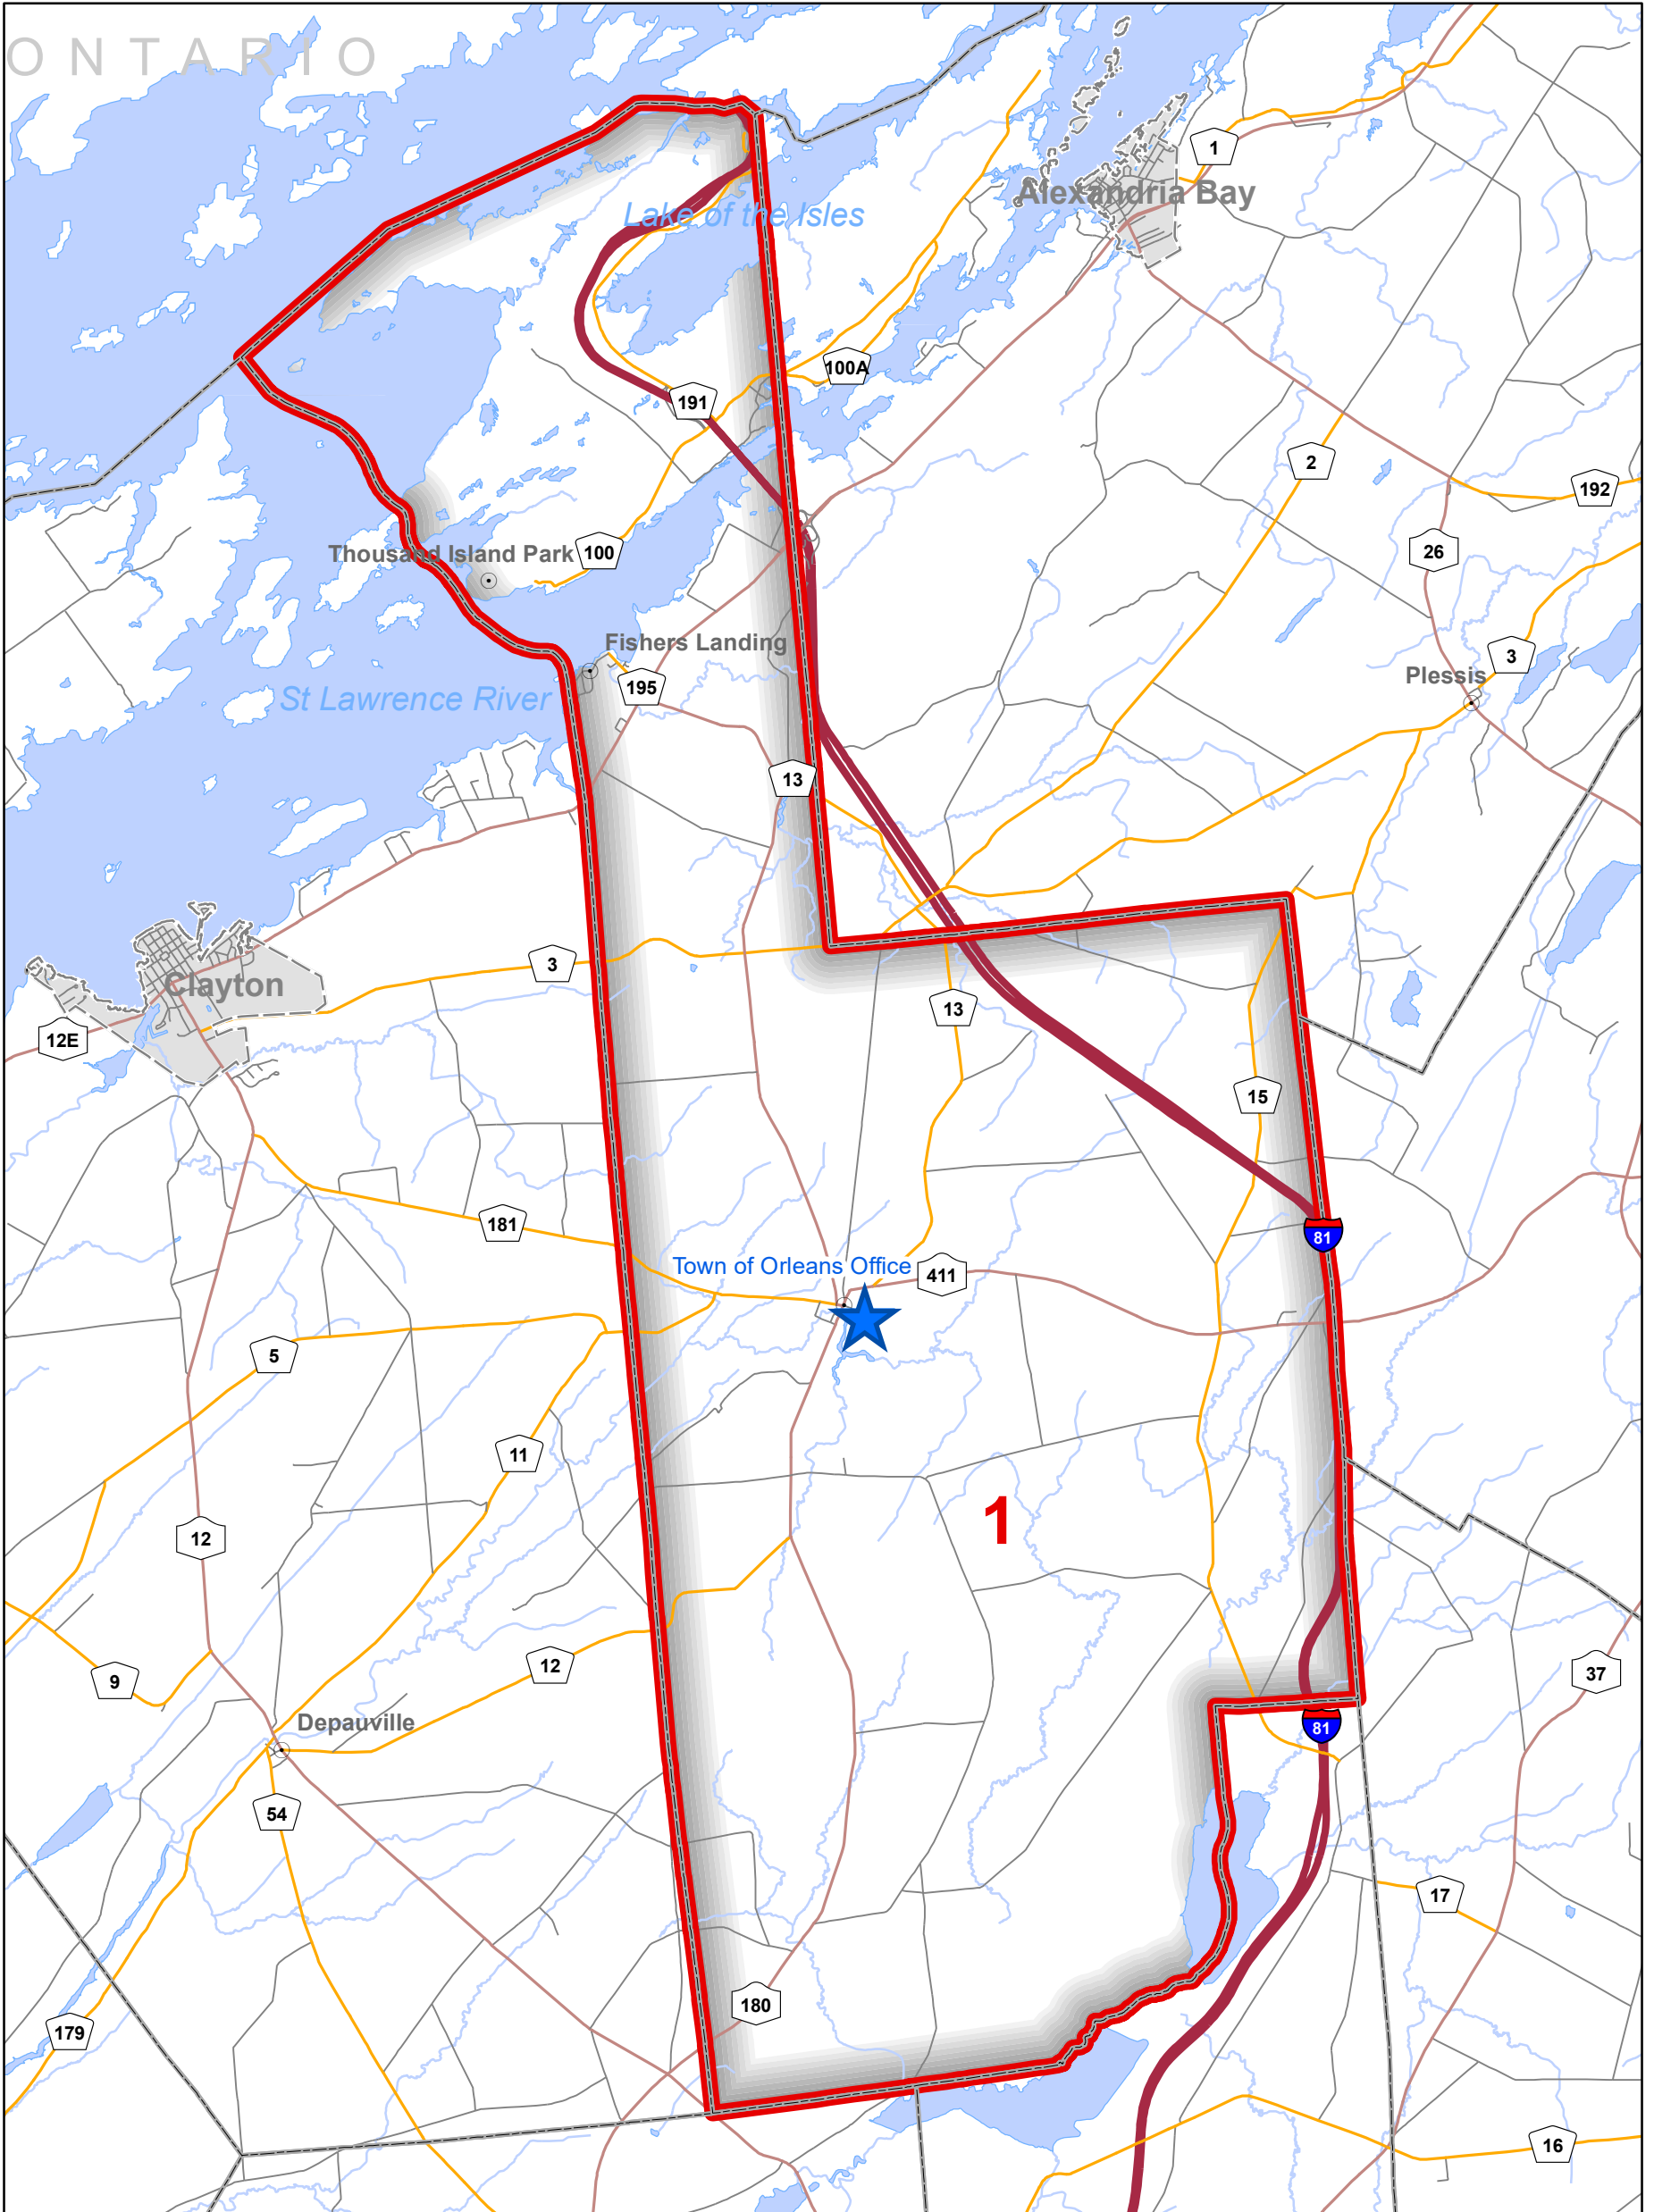 ONTARIO
1
Alexandria Bay
Lake of the Isles
100A
191
2
192
26
Thousand Island Park
100
Fishers Landing
3
Plessis
195
St Lawrence River
13
3
Clayton
13
12E
15
181
81
Town of Orleans Office
411
5
11
1
12
12
37
9
Depauville
81
54
17
180
179
16